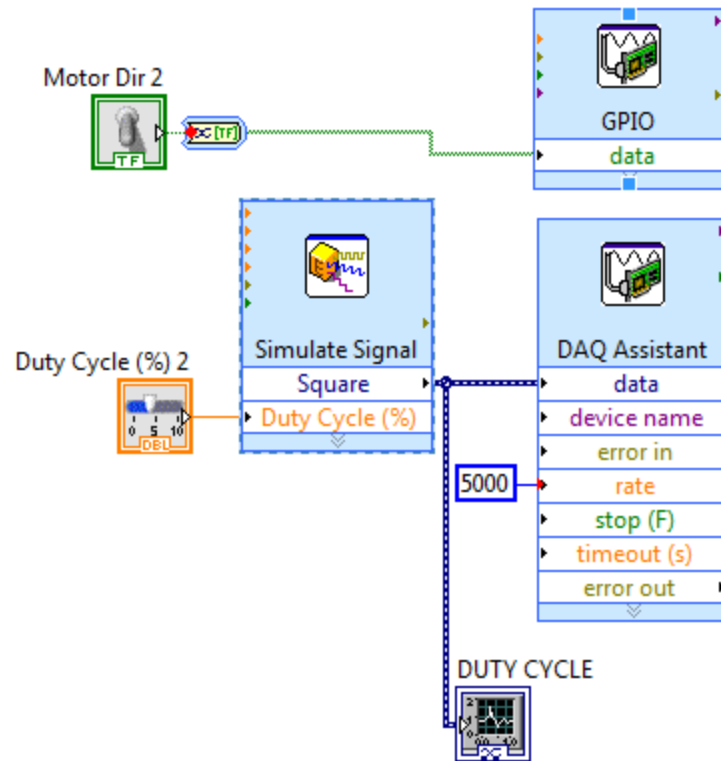 Motor Dir 2
TF
[TF]
GPIO
data
Simulate Signal
Square
Duty Cycle (%)
Duty Cycle (%) 2
0 5 10
DBL
DAQ Assistant
data
device name
error in
5000
rate
stop (F)
timeout (s)
error out
DUTY CYCLE